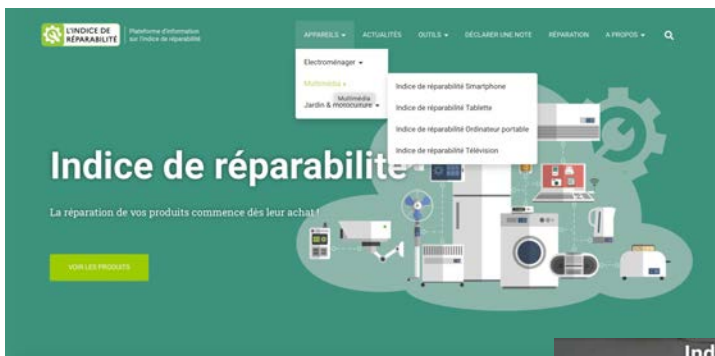 L'INDICE DE
RÉPARABILITÉ
Plateforme d'information
sur l'indice de réparabilité
APPAREILS ACTUALITÉS OUTILS DÉCLARER UNE NOTE RÉPARATION A PROPOS
Electroménager
Multimédia
Multimédia
Jardin & motoculture
Indice de réparabilité Smartphone
Indice de réparabilité Tablette
Indice de réparabilité Ordinateur portable
Indice de réparabilité Télévision
Indice de réparabilité
La réparation de vos produits commence dès leur achat !
VOIR LES PRODUITS
Ind